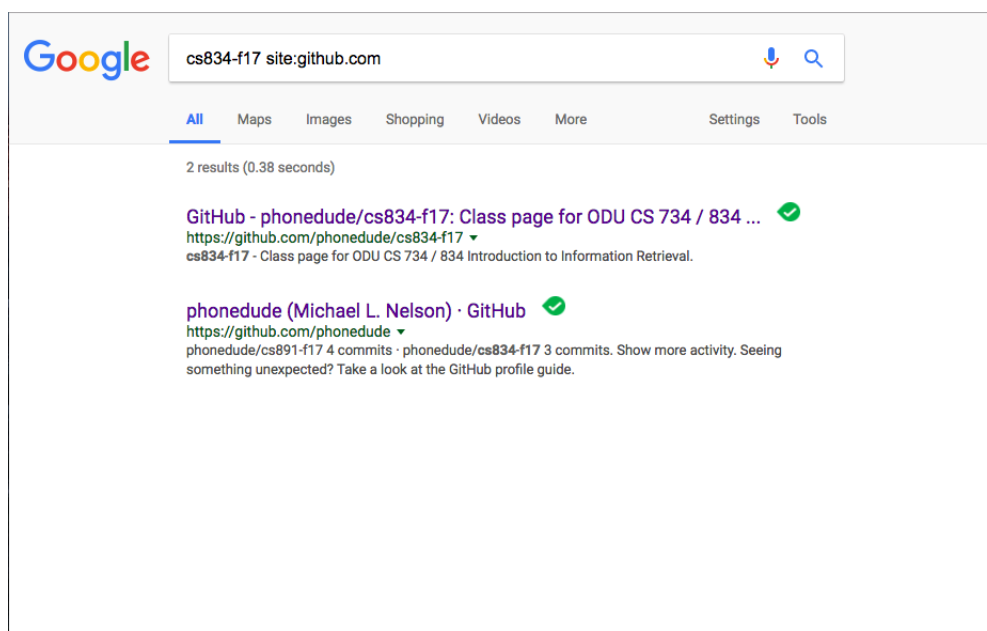 Google
cs834-f17 site:github.com
All Maps Images Shopping Videos More Settings Tools
2 results (0.38 seconds)
GitHub - phonedude/cs834-f17: Class page for ODU CS 734 / 834 ...
https://github.com/phonedude/cs834-f17
cs834-f17 - Class page for ODU CS 734 / 834 Introduction to Information Retrieval.
phonedude (Michael L. Nelson) · GitHub
https://github.com/phonedude
phonedude/cs891-f17 4 commits · phonedude/cs834-f17 3 commits. Show more activity. Seeing
something unexpected? Take a look at the GitHub profile guide.